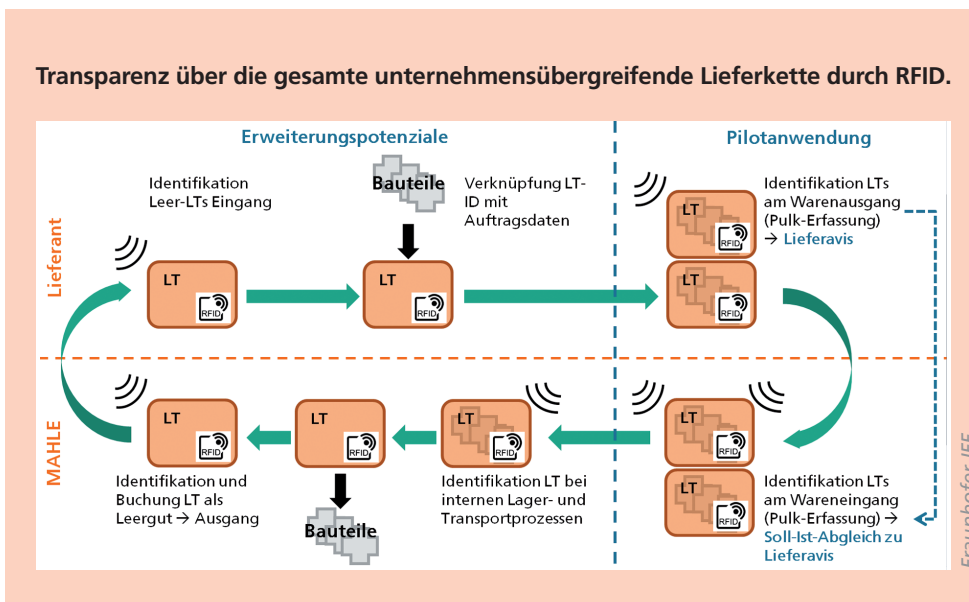 Transparenz über die gesamte unternehmensübergreifende Lieferkette durch RFID.
Erweiterungspotenziale
Pilotanwendung
Lieferant
Identifikation
Leer-LTs Eingang
Bauteile
Verknüpfung LT-
ID mit
Auftragsdaten
Identifikation LTs
am Warenausgang
(Pulk-Erfassung)
→ Lieferavis
LT
RFID
LT
RFID
LT
RFID
LT
RFID
MAHLE
LT
RFID
LT
RFID
LT
RFID
LT
RFID
LT
RFID
Identifikation und
Buchung LT als
Leergut → Ausgang
Bauteile
Identifikation LT bei
internen Lager- und
Transportprozessen
Identifikation LTs
am Wareneingang
(Pulk-Erfassung) →
Soll-Ist-Abgleich zu
Lieferavis
Fraunhofer IFF